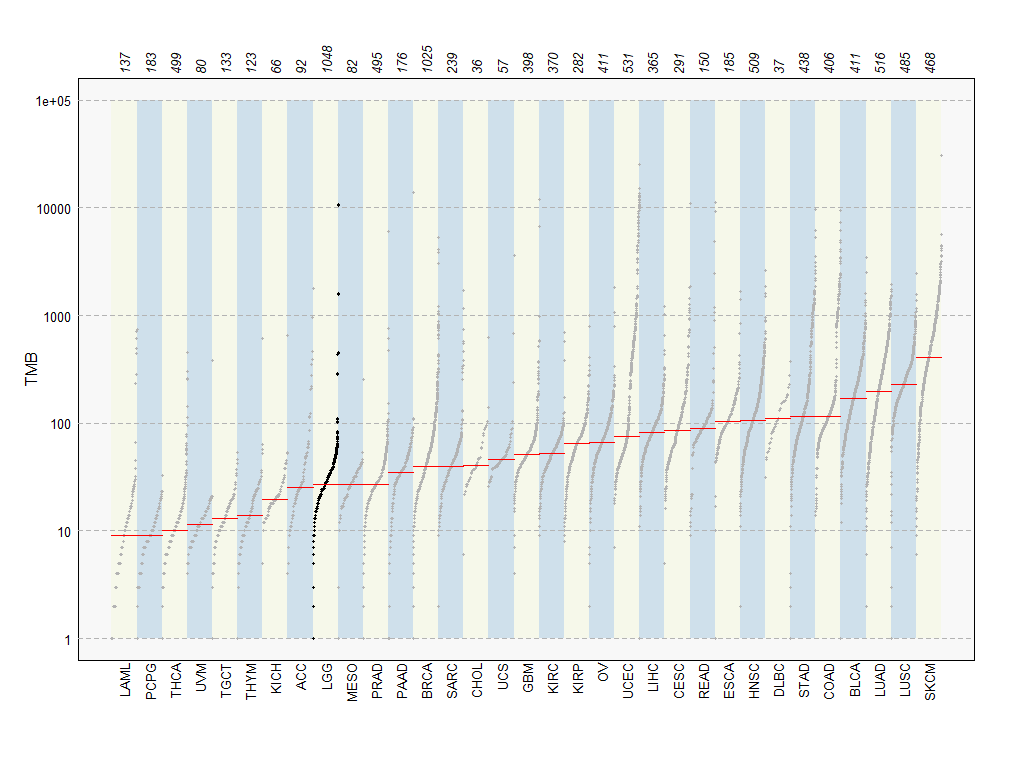 137 183 499 80 133 123 66 92 1048 82 495 176 1025 239 36 57 398 370 282 411 531 365 291 150 185 509 37 438 406 411 516 485 468
1e+05
10000
1000
100
10
1
TMB
LAML PCPG THCA UVM TGCT THYM KICH ACC LGG MESO PRAD PAAD BRCA SARC CHOL UCS GBM KIRC KIRP OV UCEC LIHC CESC READ ESCA HNSC DLBC STAD COAD BLCA LUAD LUSC SKCM